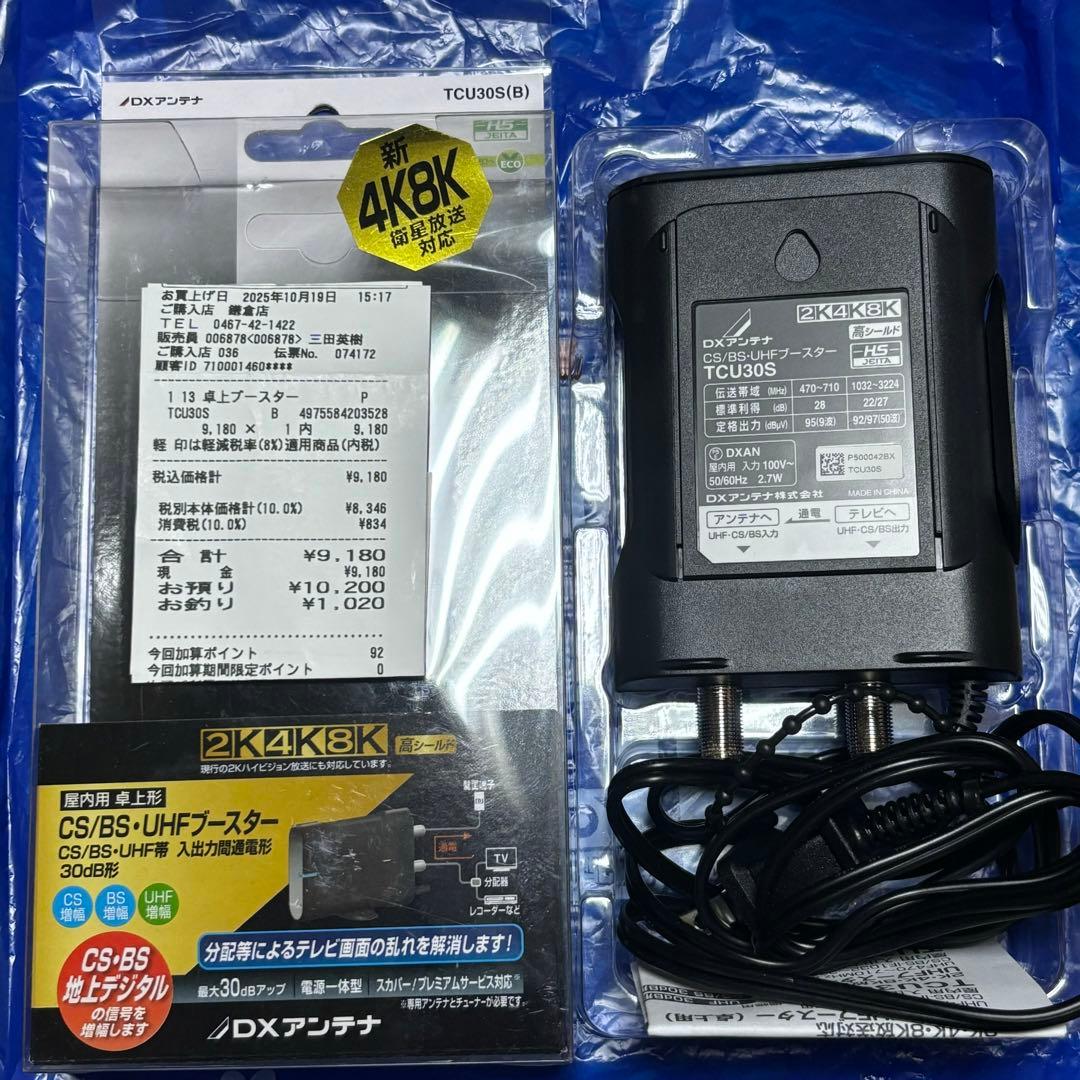 DXアンテナ
TCU30S(B)
HS
JEITA
ECO
新
4K8K
衛星放送
対応
お買上げ日 2025年10月19日 15:17
ご購入店 鎌倉店
TEL 0467-42-1422
販売員 006878<006878> 三田英樹
ご購入店 036 伝票No. 074172
顧客ID 710001460****
1 13 卓上ブースター P
TCU30S B 4975584203528
9,180 × 1 内 9,180
軽 印は軽減税率(8%)適用商品(内税)
税込価格計 ¥9,180
税別本体価格計(10.0%) ¥8,346
消費税(10.0%) ¥834
合 計 ¥9,180
現 金 ¥9,180
お預り ¥10,200
お釣り ¥1,020
今回加算ポイント 92
今回加算期間限定ポイント 0
2K4K8K
高シールド
現行の2Kハイビジョン放送にも対応しています。
屋内用 卓上形
CS/BS・UHFブースター
CS/BS・UHF帯 入出力間通電形
30dB形
CS
増幅
BS
増幅
UHF
増幅
通電
TV
分配器
レコーダーなど
CS・BS
地上デジタル
の信号を
増幅します
分配等によるテレビ画面の乱れを解消します!
最大30dBアップ
電源一体型
スカパー/プレミアムサービス対応※
※専用アンテナとチューナーが必要です。
DXアンテナ
2K4K8K
DXアンテナ
高シールド
CS/BS・UHFブースター
HS
JEITA
TCU30S
伝送帯域 (MHz) 470~710 1032~3224
標準利得 (dB) 28 22/27
定格出力 (dBμV) 95(9波) 92/97(50波)
DXAN
屋内用 入力 100V~
50/60Hz 2.7W
P500042BX
TCU30S
DXアンテナ株式会社
MADE IN CHINA
アンテナへ
通電
テレビへ
UHF・CS/BS入力
UHF・CS/BS出力
2K・4K・8K放送対応